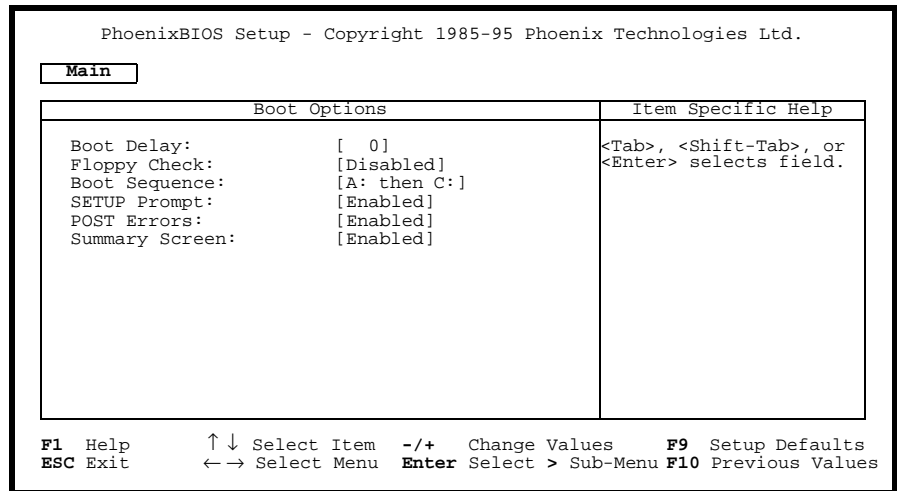 PhoenixBIOS Setup - Copyright 1985-95 Phoenix Technologies Ltd.
Main
Boot Options Item Specific Help
Boot Delay: [ 0] <Tab>, <Shift-Tab>, or
Floppy Check: [Disabled] <Enter> selects field.
Boot Sequence: [A: then C:]
SETUP Prompt: [Enabled]
POST Errors: [Enabled]
Summary Screen: [Enabled]
F1 Help ↑↓ Select Item -/+ Change Values F9 Setup Defaults
ESC Exit ←→ Select Menu Enter Select > Sub-Menu F10 Previous Values